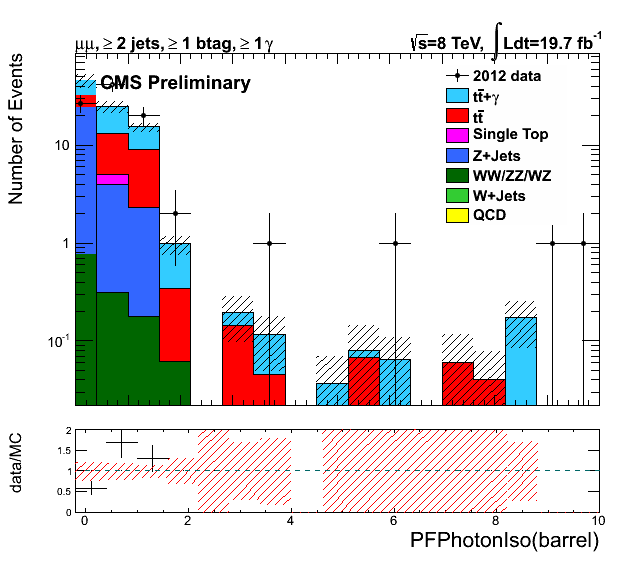 μμ, ≥ 2 jets, ≥ 1 btag, ≥ 1 γ
√s=8 TeV, ∫Ldt=19.7 fb⁻¹
CMS Preliminary
2012 data
tt̄+γ
tt̄
Single Top
Z+Jets
WW/ZZ/WZ
W+Jets
QCD
Number of Events
10
1
10⁻¹
data/MC
2
1.5
1
0.5
0
0 2 4 6 8 10
PFPhotonIso(barrel)